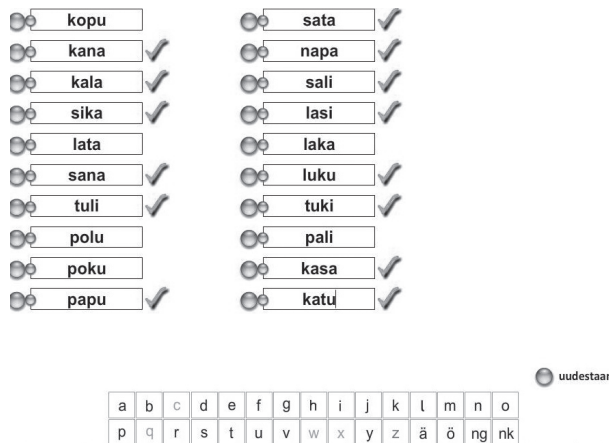 kopu
kana
kala
sika
lata
sana
tuli
polu
poku
papu
sata
napa
sali
lasi
laka
luku
tuki
pali
kasa
katu
uudestaan
a b c d e f g h i j k l m n o
p q r s t u v w x y z ä ö ng nk